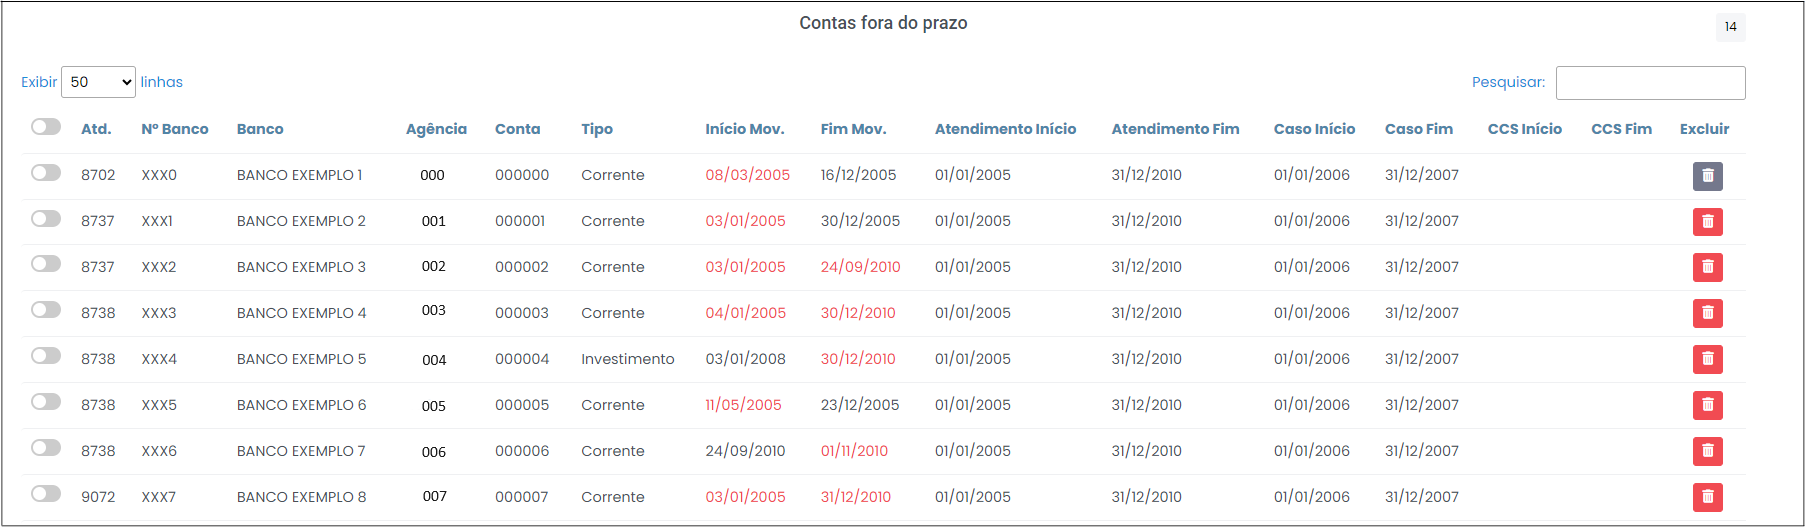 Contas fora do prazo
14
Exibir 50 linhas
Pesquisar:
Atd. Nº Banco Banco Agência Conta Tipo Início Mov. Fim Mov. Atendimento Início Atendimento Fim Caso Início Caso Fim CCS Início CCS Fim Excluir
8702 XXX0 BANCO EXEMPLO 1 000 000000 Corrente 08/03/2005 16/12/2005 01/01/2005 31/12/2010 01/01/2006 31/12/2007
8737 XXX1 BANCO EXEMPLO 2 001 000001 Corrente 03/01/2005 30/12/2005 01/01/2005 31/12/2010 01/01/2006 31/12/2007
8737 XXX2 BANCO EXEMPLO 3 002 000002 Corrente 03/01/2005 24/09/2010 01/01/2005 31/12/2010 01/01/2006 31/12/2007
8738 XXX3 BANCO EXEMPLO 4 003 000003 Corrente 04/01/2005 30/12/2010 01/01/2005 31/12/2010 01/01/2006 31/12/2007
8738 XXX4 BANCO EXEMPLO 5 004 000004 Investimento 03/01/2008 30/12/2010 01/01/2005 31/12/2010 01/01/2006 31/12/2007
8738 XXX5 BANCO EXEMPLO 6 005 000005 Corrente 11/05/2005 23/12/2005 01/01/2005 31/12/2010 01/01/2006 31/12/2007
8738 XXX6 BANCO EXEMPLO 7 006 000006 Corrente 24/09/2010 01/11/2010 01/01/2005 31/12/2010 01/01/2006 31/12/2007
9072 XXX7 BANCO EXEMPLO 8 007 000007 Corrente 03/01/2005 31/12/2010 01/01/2005 31/12/2010 01/01/2006 31/12/2007